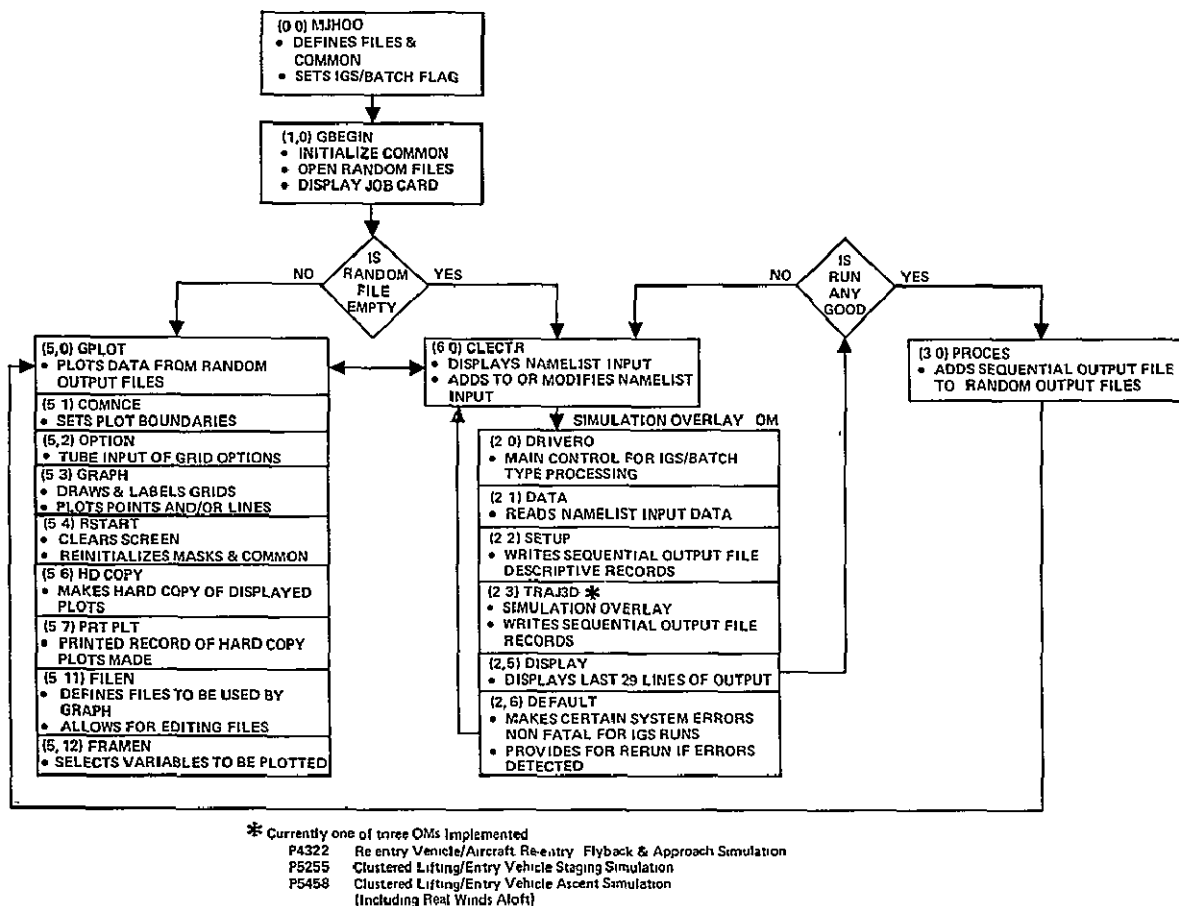 (0 0) MJHOO
• DEFINES FILES &
COMMON
• SETS IGS/BATCH FLAG
(1,0) GBEGIN
• INITIALIZE COMMON
• OPEN RANDOM FILES
• DISPLAY JOB CARD
NO
IS
RANDOM
FILE
EMPTY
YES
NO
IS
RUN
ANY
GOOD
YES
(5,0) GPLOT
• PLOTS DATA FROM RANDOM
OUTPUT FILES
(5 1) COMNCE
• SETS PLOT BOUNDARIES
(5,2) OPTION
• TUBE INPUT OF GRID OPTIONS
(5 3) GRAPH
• DRAWS & LABELS GRIDS
• PLOTS POINTS AND/OR LINES
(5 4) RSTART
• CLEARS SCREEN
• REINITIALIZES MASKS & COMMON
(5 6) HD COPY
• MAKES HARD COPY OF DISPLAYED
PLOTS
(5 7) PRT PLT
• PRINTED RECORD OF HARD COPY
PLOTS MADE
(5 11) FILEN
• DEFINES FILES TO BE USED BY
GRAPH
• ALLOWS FOR EDITING FILES
(5, 12) FRAMEN
• SELECTS VARIABLES TO BE PLOTTED
(6 0) CLECTR
• DISPLAYS NAMELIST INPUT
• ADDS TO OR MODIFIES NAMELIST
INPUT
SIMULATION OVERLAY OM
(2 0) DRIVERO
• MAIN CONTROL FOR IGS/BATCH
TYPE PROCESSING
(2 1) DATA
• READS NAMELIST INPUT DATA
(2 2) SETUP
• WRITES SEQUENTIAL OUTPUT FILE
DESCRIPTIVE RECORDS
(2 3) TRAJ3D *
• SIMULATION OVERLAY
• WRITES SEQUENTIAL OUTPUT FILE
RECORDS
(2,5) DISPLAY
• DISPLAYS LAST 29 LINES OF OUTPUT
(2,6) DEFAULT
• MAKES CERTAIN SYSTEM ERRORS
NON FATAL FOR IGS RUNS
• PROVIDES FOR RERUN IF ERRORS
DETECTED
(3 0) PROCES
• ADDS SEQUENTIAL OUTPUT FILE
TO RANDOM OUTPUT FILES
* Currently one of three OMs Implemented
P4322 Re entry Vehicle/Aircraft Re-entry Flyback & Approach Simulation
P5255 Clustered Lifting/Entry Vehicle Staging Simulation
P5458 Clustered Lifting/Entry Vehicle Ascent Simulation
(Including Real Winds Aloft)